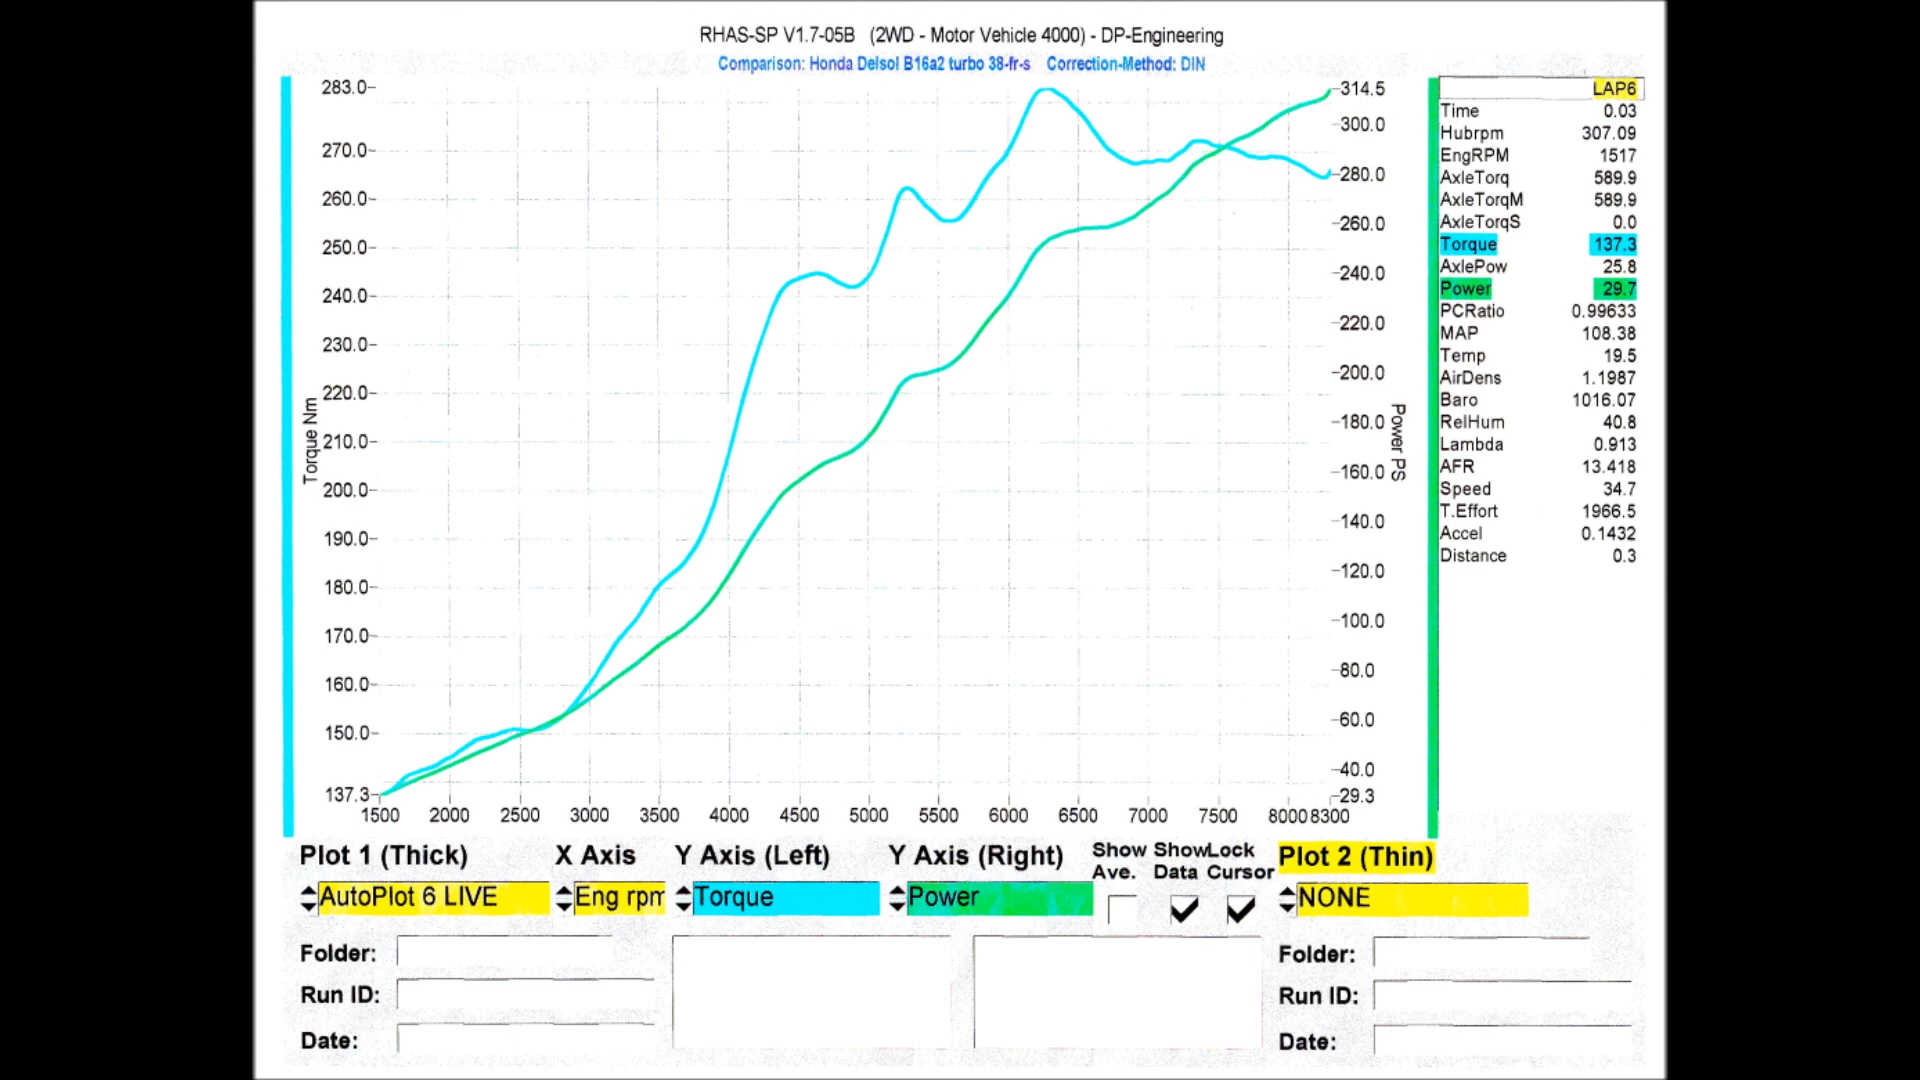 RHAS-SP V1.7-05B (2WD - Motor Vehicle 4000) - DP-Engineering
Comparison: Honda Delsol B16a2 turbo 38-fr-s Correction-Method: DIN
283.0
270.0
260.0
250.0
240.0
230.0
220.0
210.0
200.0
190.0
180.0
170.0
160.0
150.0
137.3
Torque Nm
314.5
300.0
280.0
260.0
240.0
220.0
200.0
180.0
160.0
140.0
120.0
100.0
80.0
60.0
40.0
29.3
Power PS
1500 2000 2500 3000 3500 4000 4500 5000 5500 6000 6500 7000 7500 8000 8300
LAP6
Time 0.03
Hubrpm 307.09
EngRPM 1517
AxleTorq 589.9
AxleTorqM 589.9
AxleTorqS 0.0
Torque 137.3
AxlePow 25.8
Power 29.7
PCRatio 0.99633
MAP 108.38
Temp 19.5
AirDens 1.1987
Baro 1016.07
RelHum 40.8
Lambda 0.913
AFR 13.418
Speed 34.7
T.Effort 1966.5
Accel 0.1432
Distance 0.3
Plot 1 (Thick) X Axis Y Axis (Left) Y Axis (Right) Show Ave. Show Data Lock Cursor Plot 2 (Thin)
AutoPlot 6 LIVE Eng rpm Torque Power NONE
Folder: Folder:
Run ID: Run ID:
Date: Date: